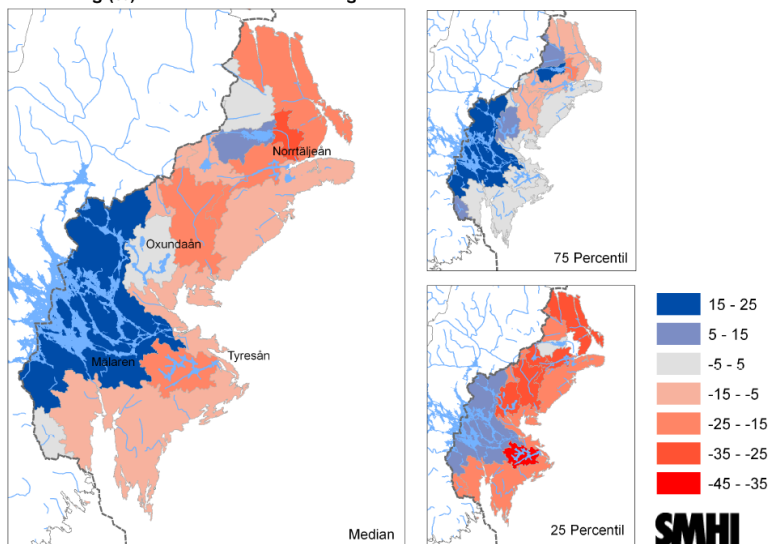 Norrtäljeån
Oxundaån
Mälaren
Tyresån
Median
75 Percentil
25 Percentil
15 - 25
5 - 15
-5 - 5
-15 - -5
-25 - -15
-35 - -25
-45 - -35
SMHI